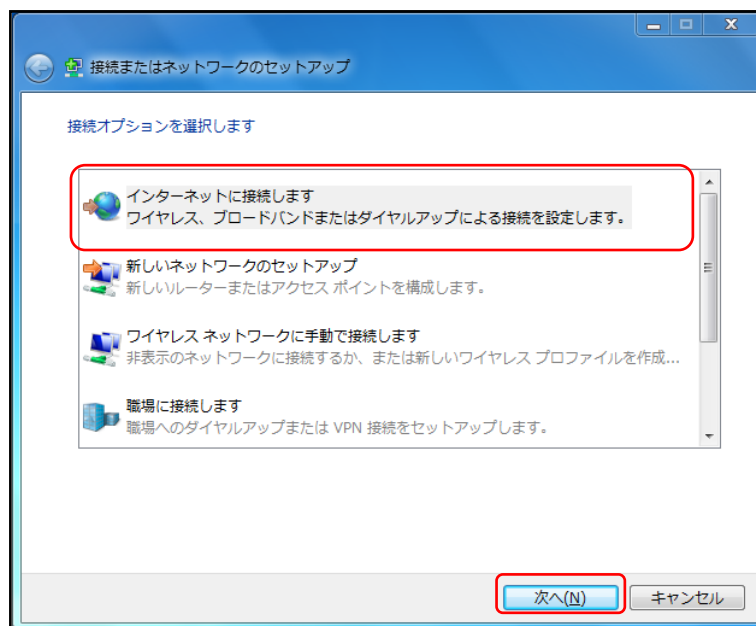 接続またはネットワークのセットアップ
接続オプションを選択します
インターネットに接続します
ワイヤレス、ブロードバンドまたはダイヤルアップによる接続を設定します。
新しいネットワークのセットアップ
新しいルーターまたはアクセス ポイントを構成します。
ワイヤレス ネットワークに手動で接続します
非表示のネットワークに接続するか、または新しいワイヤレス プロファイルを作成...
職場に接続します
職場へのダイヤルアップまたは VPN 接続をセットアップします。
次へ(N) キャンセル